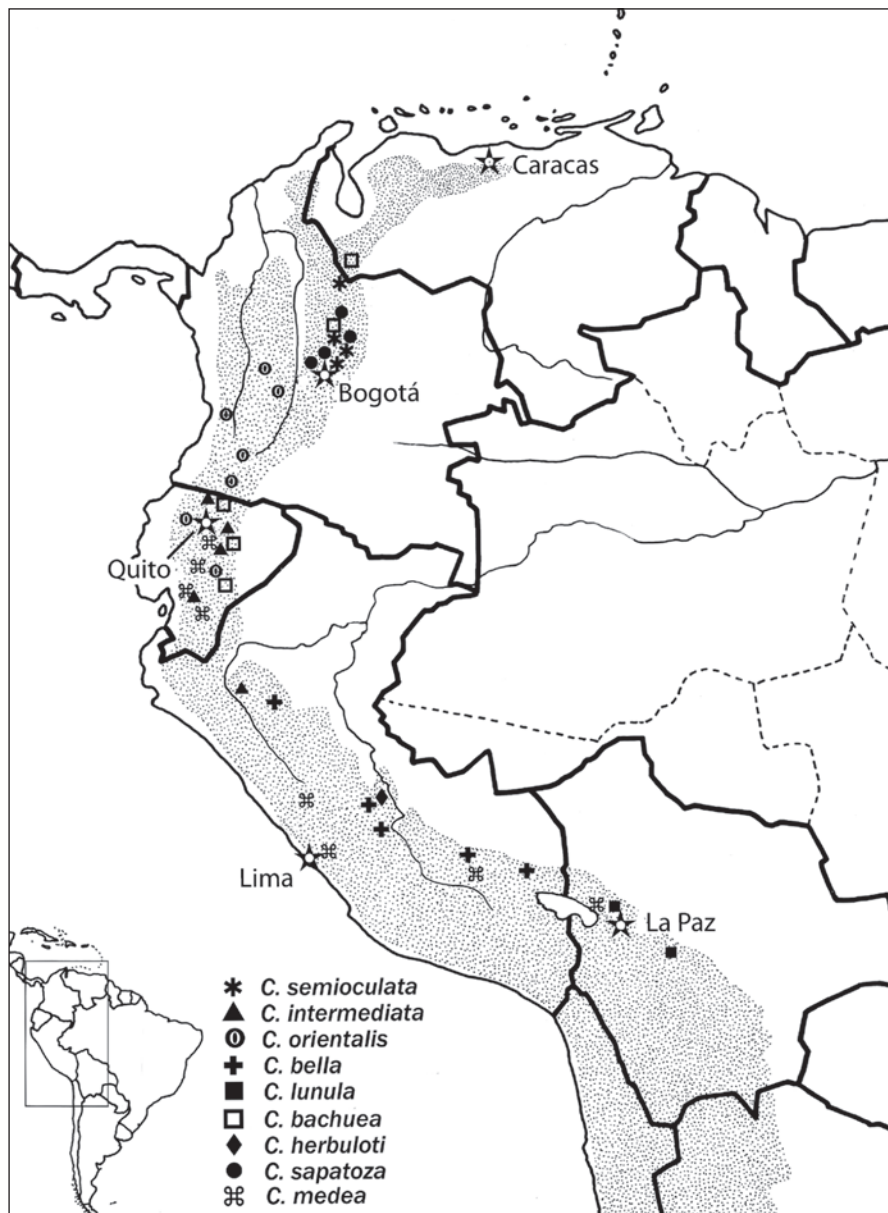 Caracas
Bogotá
Quito
Lima
La Paz
C. semioculata
C. intermediata
C. orientalis
C. bella
C. lunula
C. bachuea
C. herbuloti
C. sapatoza
C. medea